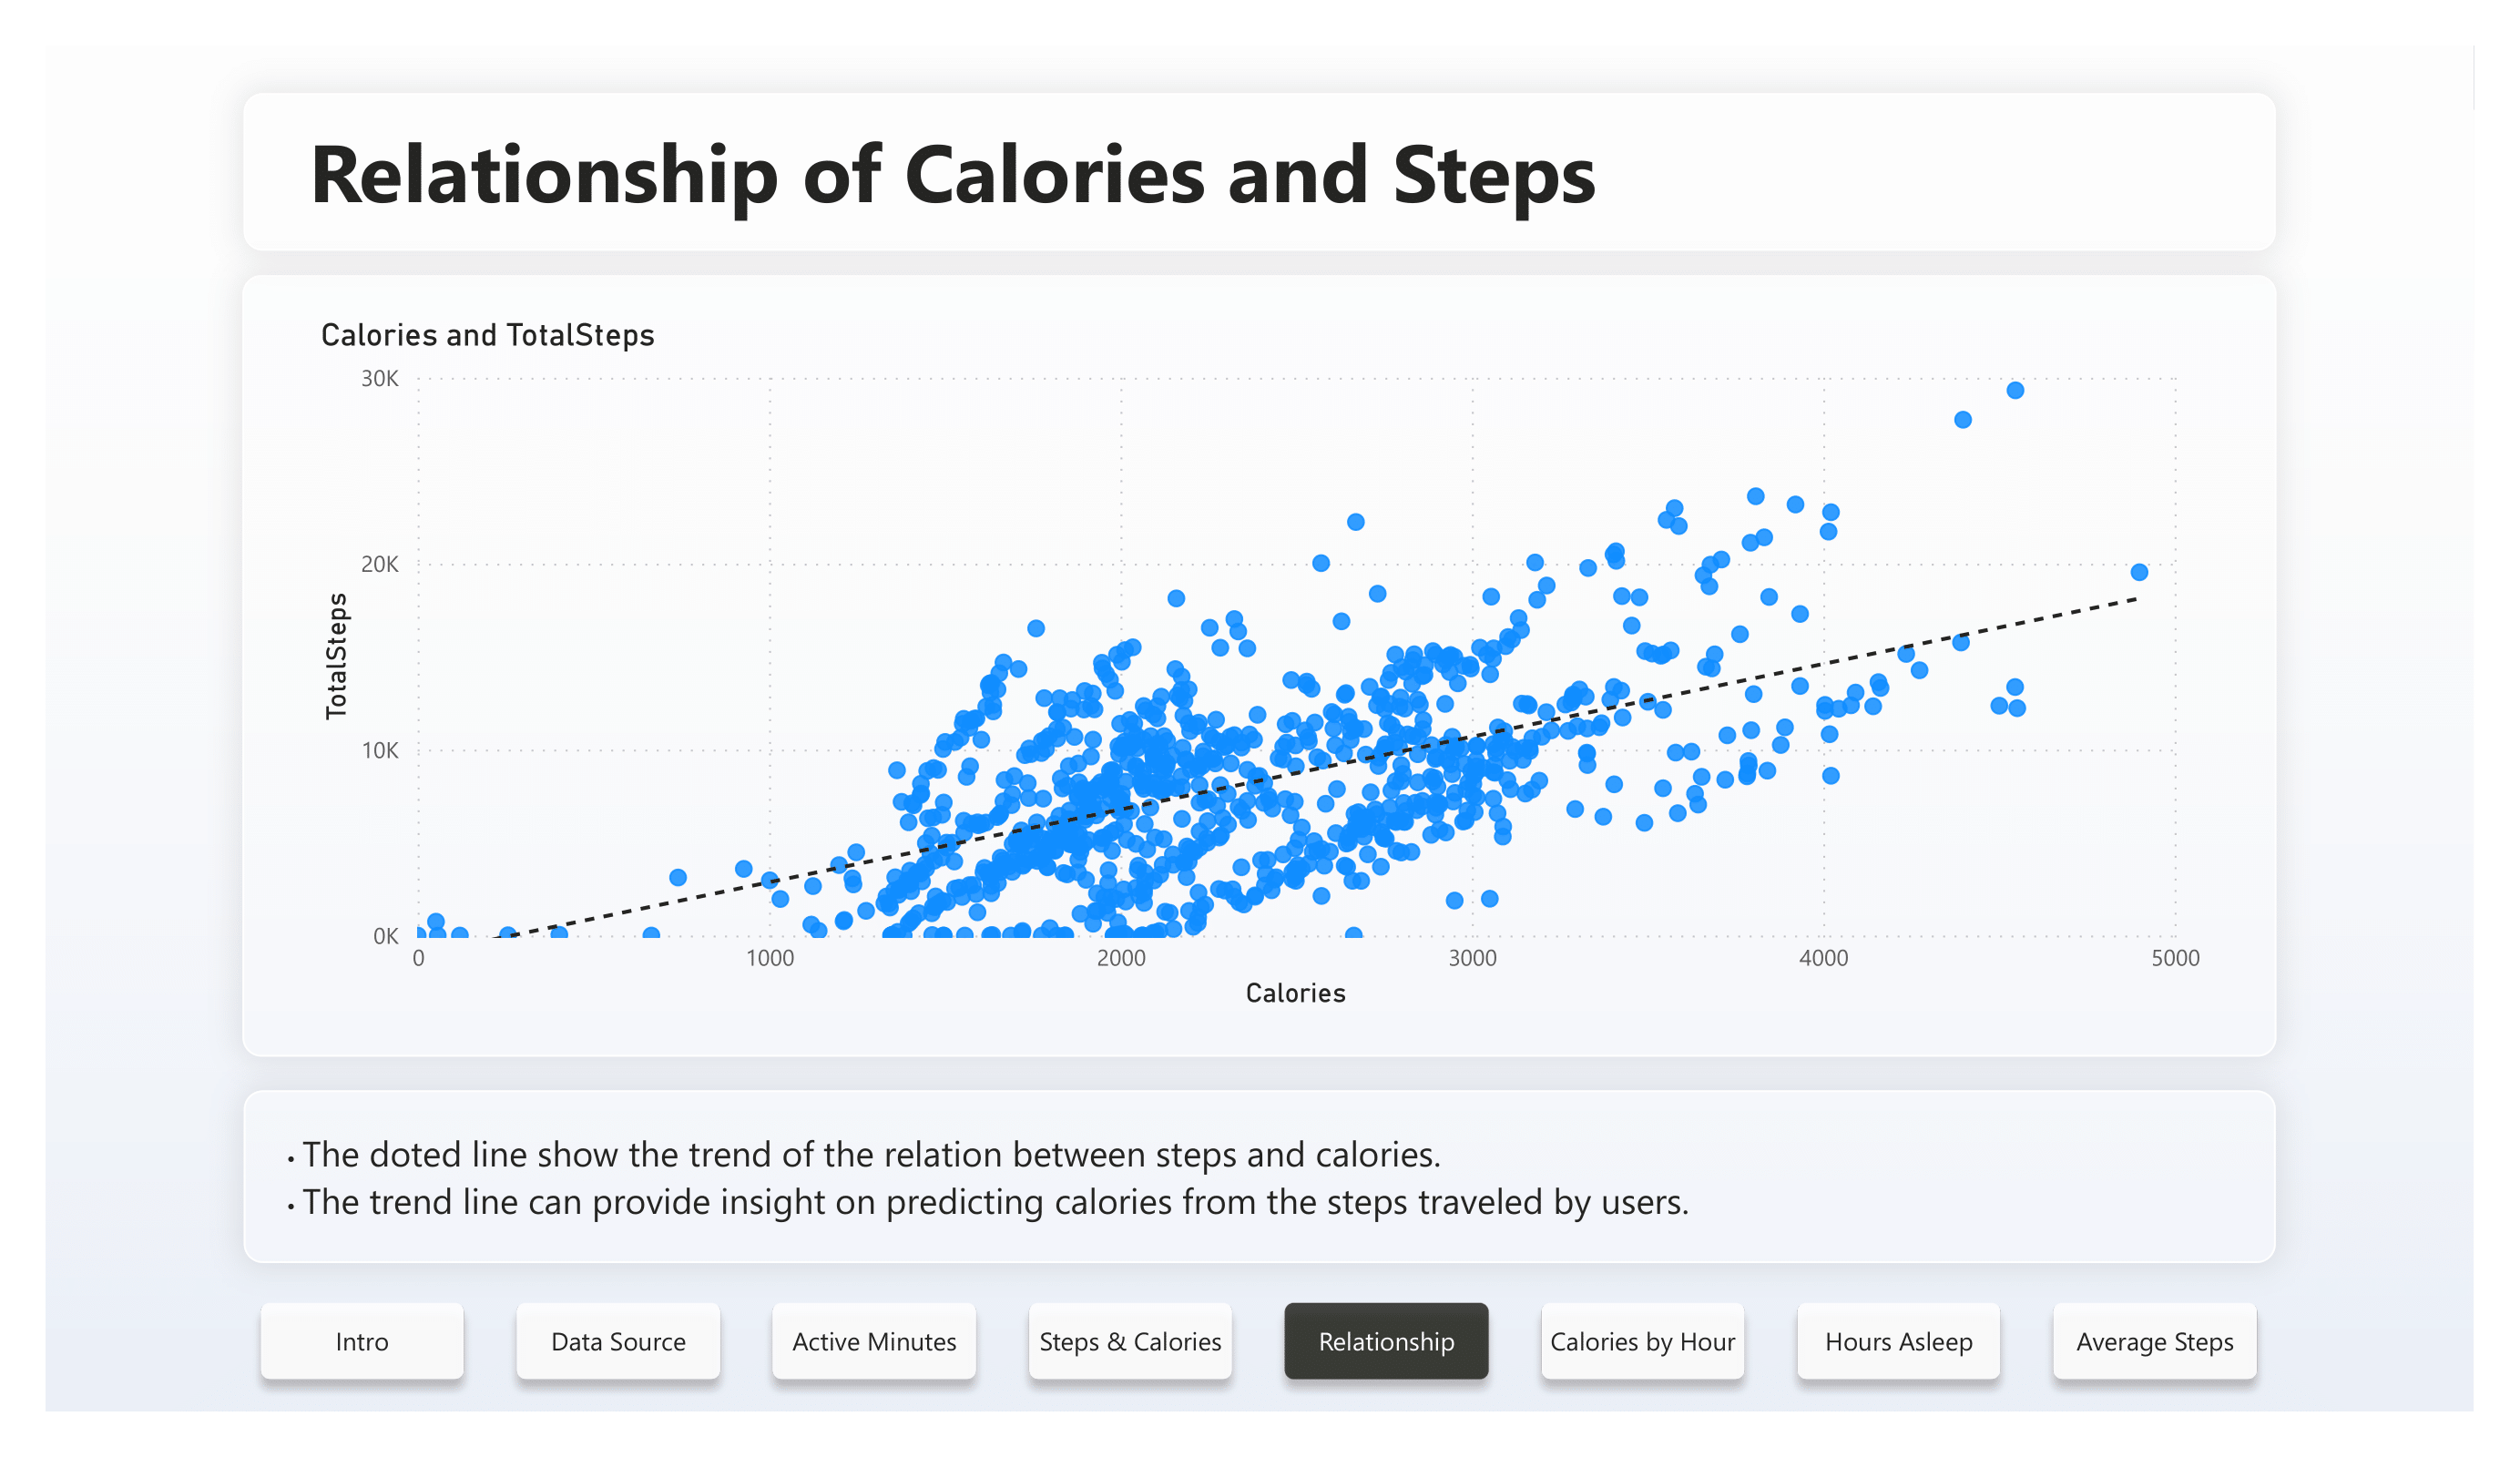 Relationship of Calories and Steps
Calories and TotalSteps
30K
20K
10K
0K
TotalSteps
0 1000 2000 3000 4000 5000
Calories
• The doted line show the trend of the relation between steps and calories.
• The trend line can provide insight on predicting calories from the steps traveled by users.
Intro Data Source Active Minutes Steps & Calories Relationship Calories by Hour Hours Asleep Average Steps